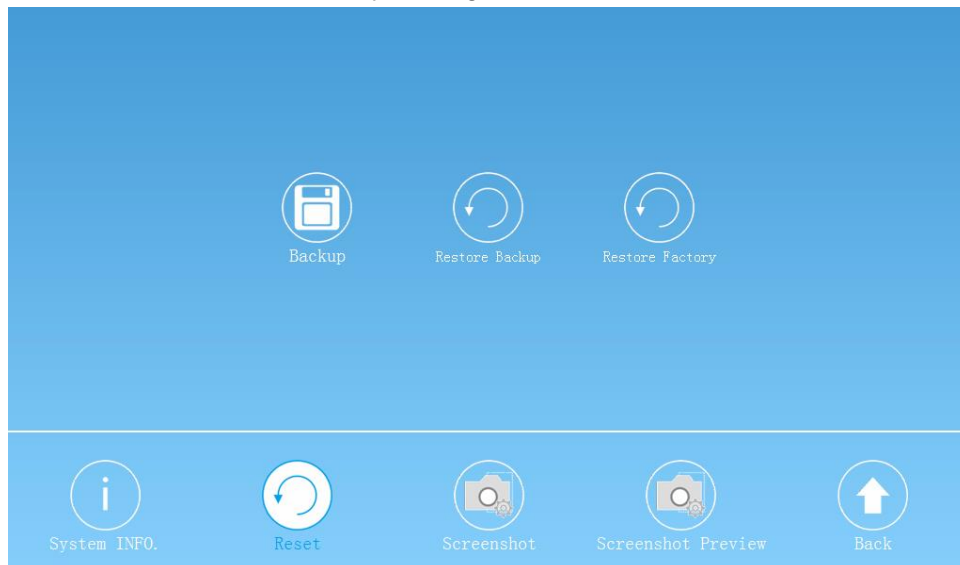 Backup
Restore Backup
Restore Factory
System INFO.
Reset
Screenshot
Screenshot Preview
Back